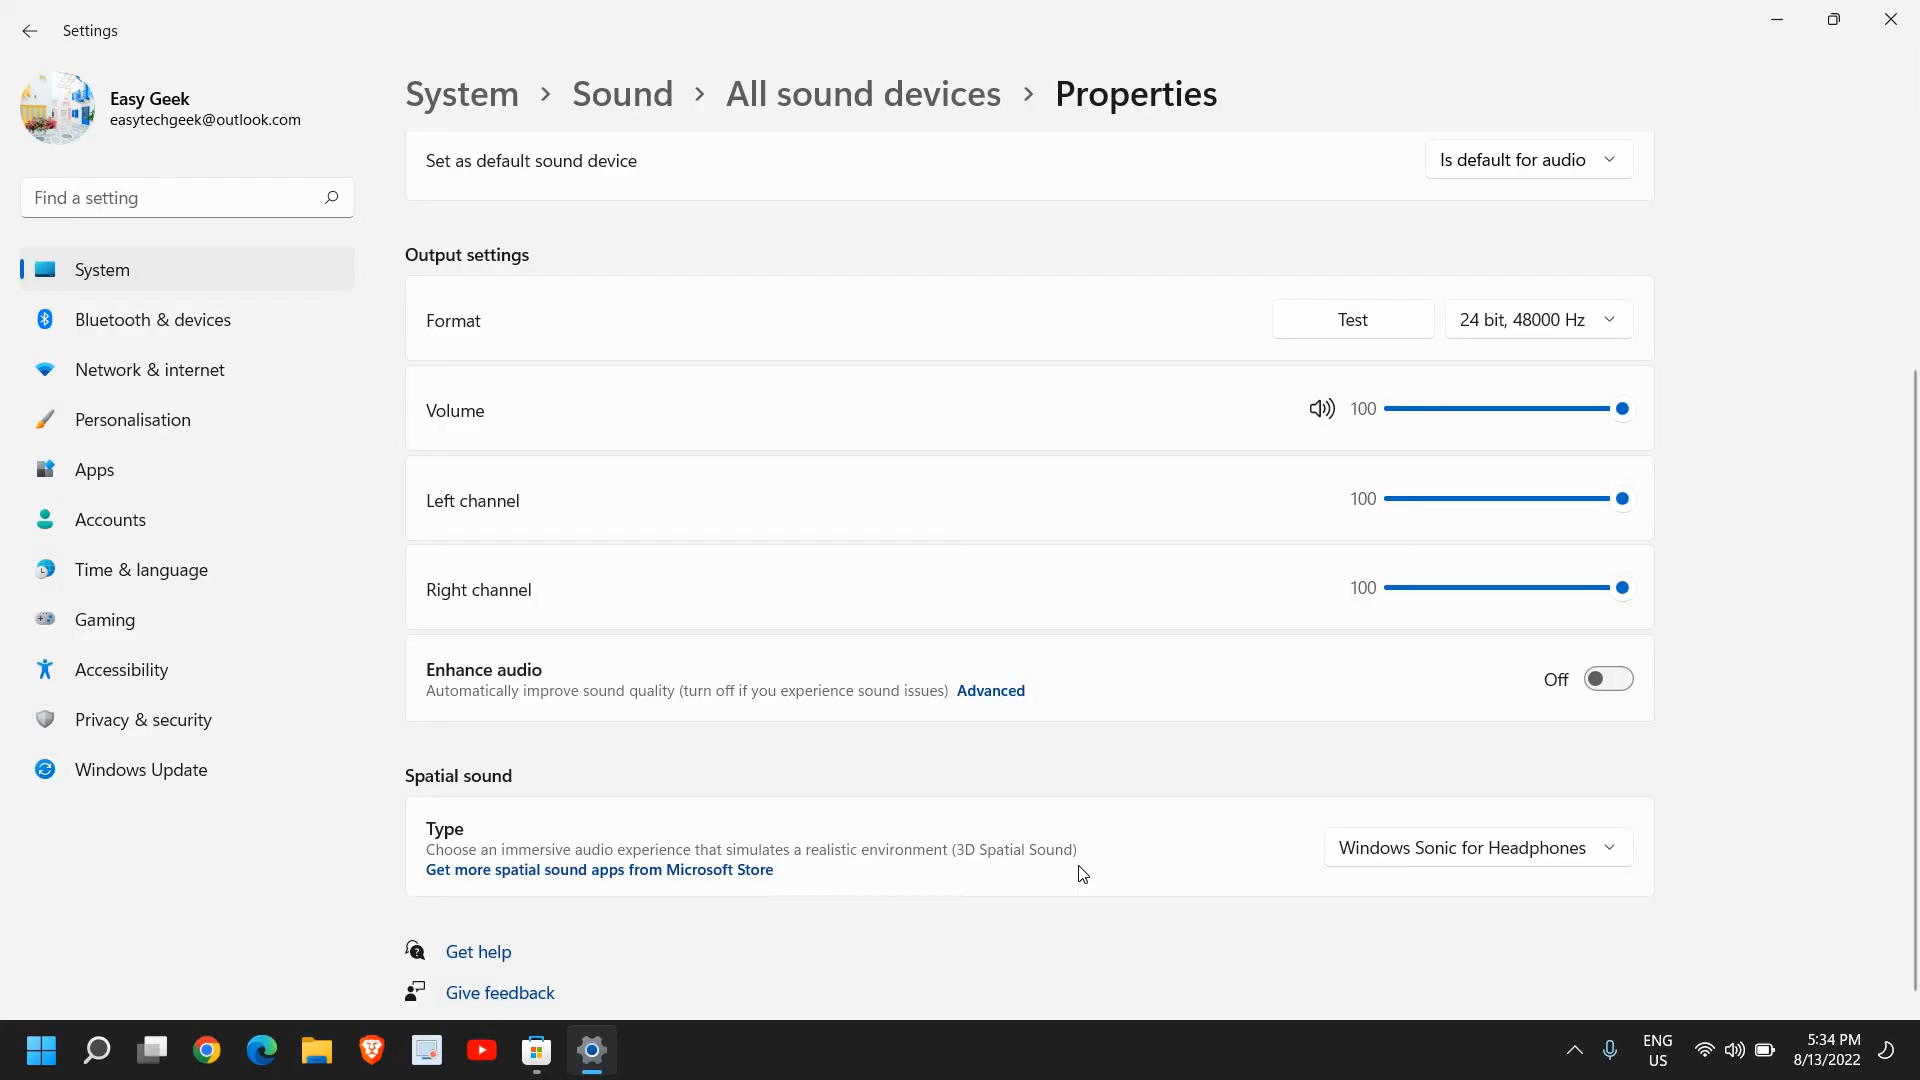 Settings
Easy Geek
easytechgeek@outlook.com
Find a setting
System
Bluetooth & devices
Network & internet
Personalisation
Apps
Accounts
Time & language
Gaming
Accessibility
Privacy & security
Windows Update
System > Sound > All sound devices > Properties
Set as default sound device
Is default for audio
Output settings
Format
Test
24 bit, 48000 Hz
Volume
100
Left channel
100
Right channel
100
Enhance audio
Automatically improve sound quality (turn off if you experience sound issues) Advanced
Off
Spatial sound
Type
Choose an immersive audio experience that simulates a realistic environment (3D Spatial Sound)
Get more spatial sound apps from Microsoft Store
Windows Sonic for Headphones
Get help
Give feedback
ENG
US
5:34 PM
8/13/2022